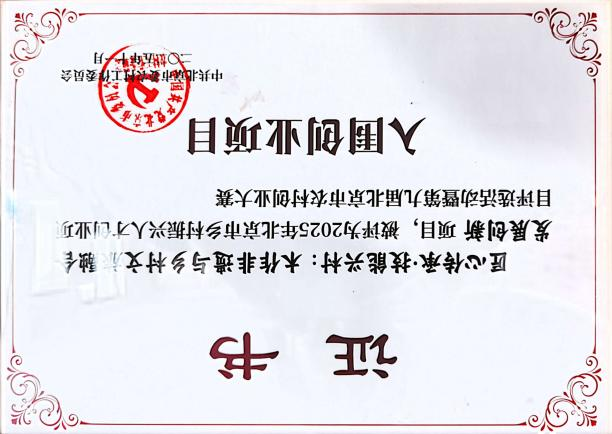 证 书
匠心传承·技能兴村：木作非遗与乡村文旅融合
发展创新 项目，被评为2025年北京市乡村振兴人才创业项
目评选活动暨第九届北京市农村创业大赛
入围创业项目
中共北京市委农村工作委员会
二〇二五年十一月